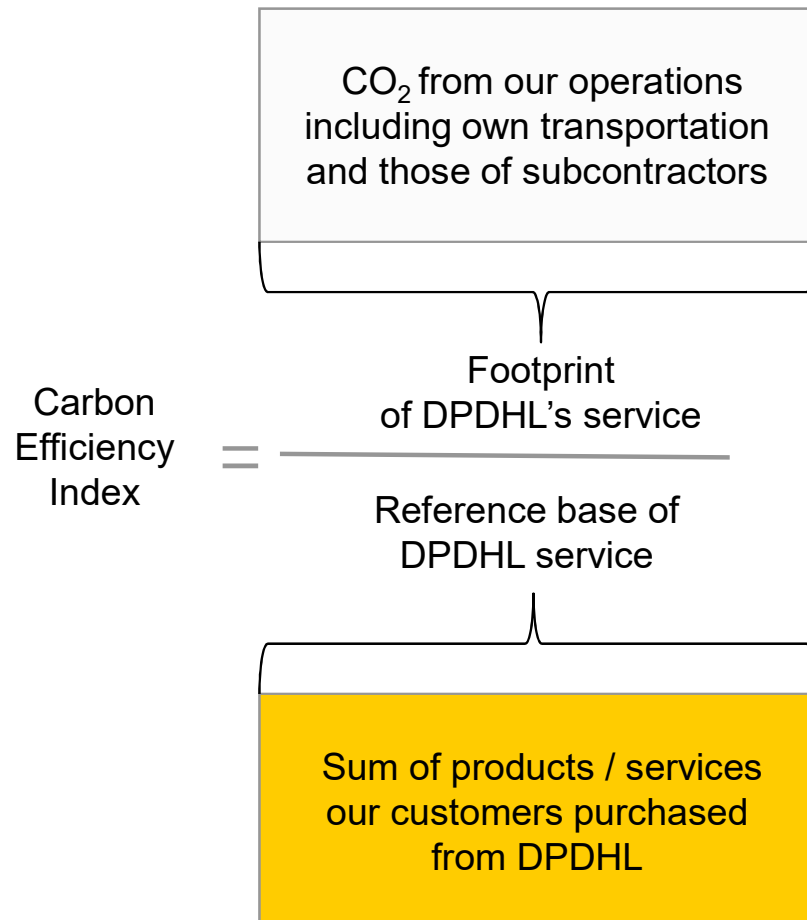 CO₂ from our operations
including own transportation
and those of subcontractors
Footprint
of DPDHL’s service
Carbon
Efficiency
Index
=
Reference base of
DPDHL service
Sum of products / services
our customers purchased
from DPDHL